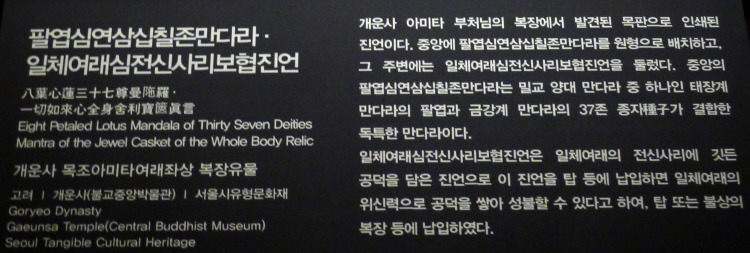 팔엽심연삼십칠존만다라·
일체여래심전신사리보협진언
八葉心蓮三十七尊曼陁羅·
一切如來心全身舍利寶篋眞言
Eight Petaled Lotus Mandala of Thirty Seven Deities
Mantra of the Jewel Casket of the Whole Body Relic
개운사 목조아미타여래좌상 복장유물
고려 | 개운사(불교중앙박물관) | 서울시유형문화재
Goryeo Dynasty
Gaeunsa Temple(Central Buddhist Museum)
Seoul Tangible Cultural Heritage
개운사 아미타 부처님의 복장에서 발견된 목판으로 인쇄된
진언이다. 중앙에 팔엽심연삼십칠존만다라를 원형으로 배치하고,
그 주변에는 일체여래심전신사리보협진언을 둘렀다. 중앙의
팔엽심연삼십칠존만다라는 밀교 양대 만다라 중 하나인 태장계
만다라의 팔엽과 금강계 만다라의 37존 종자種子가 결합한
독특한 만다라이다.
일체여래심전신사리보협진언은 일체여래의 전신사리에 깃든
공덕을 담은 진언으로 이 진언을 탑 등에 납입하면 일체여래의
위신력으로 공덕을 쌓아 성불할 수 있다고 하여, 탑 또는 불상의
복장 등에 납입하였다.